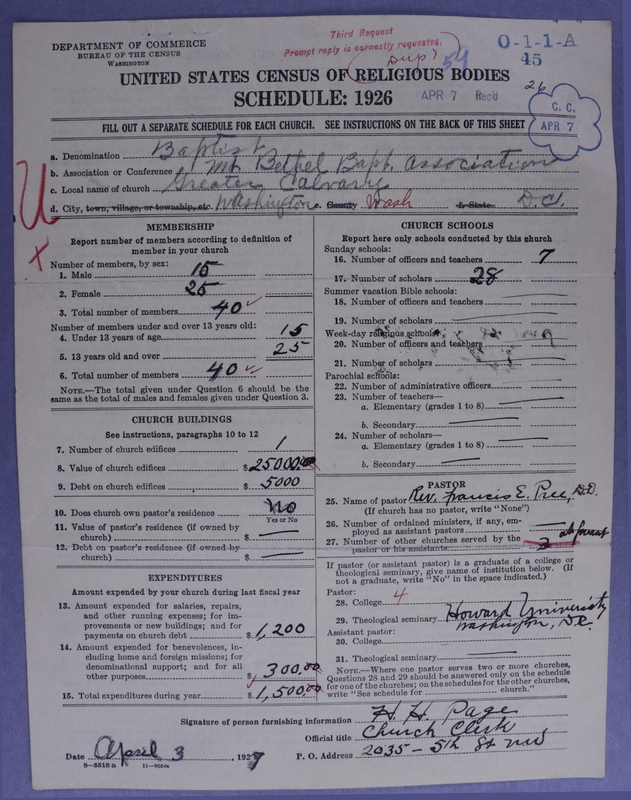 DEPARTMENT OF COMMERCE
BUREAU OF THE CENSUS
WASHINGTON
Third Request
Prompt reply is earnestly requested.
O-1-1-A
45
Dup? 59
UNITED STATES CENSUS OF RELIGIOUS BODIES
SCHEDULE: 1926
APR 7 Rec'd
26
C. C.
APR 7
FILL OUT A SEPARATE SCHEDULE FOR EACH CHURCH. SEE INSTRUCTIONS ON THE BACK OF THIS SHEET
a. Denomination Baptist
b. Association or Conference Mt. Bethel Bapt. Association
c. Local name of church Greater Calvary
d. City, town, village, or township, etc. Washington e. County Wash f. State D.C.
MEMBERSHIP
Report number of members according to definition of
member in your church
Number of members, by sex:
1. Male 15
2. Female 25
3. Total number of members 40
Number of members under and over 13 years old:
4. Under 13 years of age 15
5. 13 years old and over 25
6. Total number of members 40
NOTE.—The total given under Question 6 should be
the same as the total of males and females given under Question 3.
CHURCH BUILDINGS
See instructions, paragraphs 10 to 12
7. Number of church edifices 1
8. Value of church edifices $25000.00
9. Debt on church edifices $5000
10. Does church own pastor's residence? No
Yes or No
11. Value of pastor's residence (if owned by
church) $
12. Debt on pastor's residence (if owned by
church) $
EXPENDITURES
Amount expended by your church during last fiscal year
13. Amount expended for salaries, repairs,
and other running expenses; for im-
provements or new buildings; and for
payments on church debt $1,200
14. Amount expended for benevolences, in-
cluding home and foreign missions; for
denominational support; and for all
other purposes $300.00
15. Total expenditures during year $1,500.00
CHURCH SCHOOLS
Report here only schools conducted by this church
Sunday schools:
16. Number of officers and teachers 7
17. Number of scholars 28
Summer vacation Bible schools:
18. Number of officers and teachers
19. Number of scholars
Week-day religious schools:
20. Number of officers and teachers
21. Number of scholars
Parochial schools:
22. Number of administrative officers
23. Number of teachers—
a. Elementary (grades 1 to 8)
b. Secondary
24. Number of scholars—
a. Elementary (grades 1 to 8)
b. Secondary
PASTOR
25. Name of pastor Rev. Francis E. D.D.
(If church has no pastor, write "None")
26. Number of ordained ministers, if any, em-
ployed as assistant pastors
27. Number of other churches served by the
pastor or his assistants 3
If pastor (or assistant pastor) is a graduate of a college or
theological seminary, give name of institution below. (If
not a graduate, write "No" in the space indicated.)
Pastor:
28. College 4
29. Theological seminary Howard University
Washington, D.C.
Assistant pastor:
30. College
31. Theological seminary
NOTE.—Where one pastor serves two or more churches,
Questions 28 and 29 should be answered only on the schedule
for one of the churches; on the schedules for the other churches,
write "See schedule for church."
Signature of person furnishing information H. H. Page
Official title Church Clerk
Date April 3, 1927 P. O. Address 2035 – 5th St NW
8—5518 a